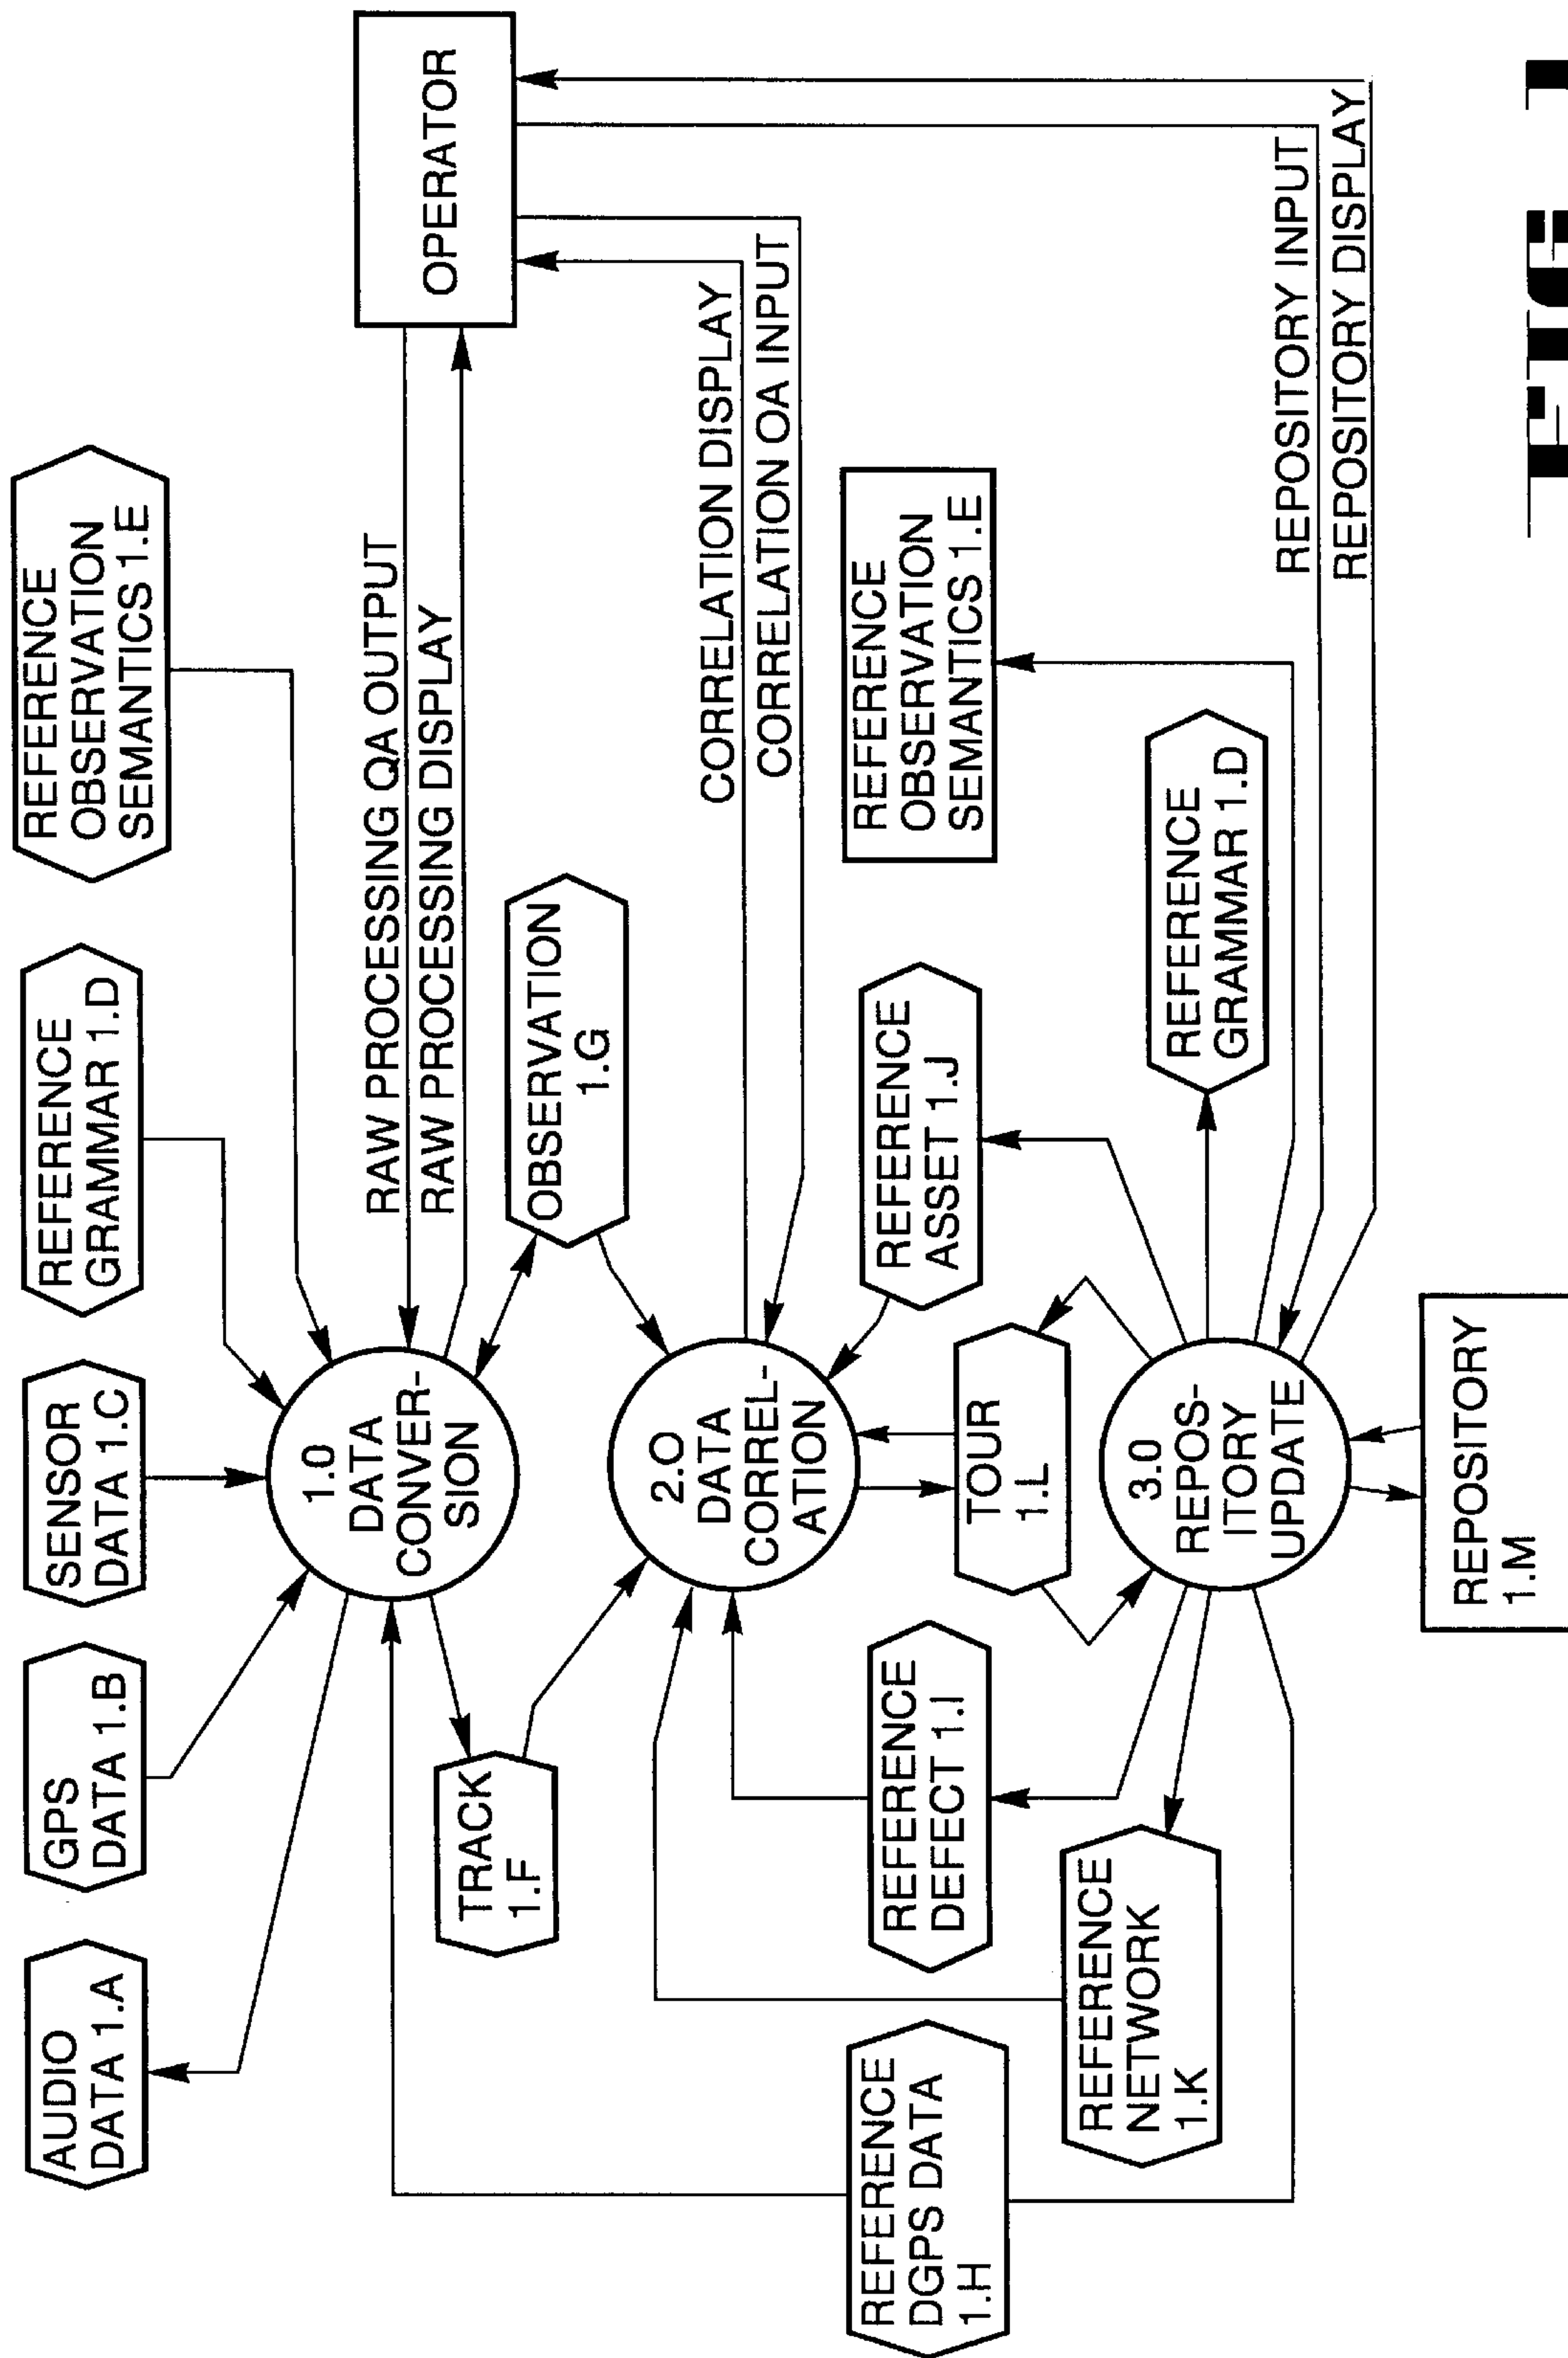 AUDIO
DATA 1.A
GPS
DATA 1.B
SENSOR
DATA 1.C
REFERENCE
GRAMMAR 1.D
REFERENCE
OBSERVATION
SEMANTICS 1.E
1.0
DATA
CONVER-
SION
RAW PROCESSING QA OUTPUT
RAW PROCESSING DISPLAY
OPERATOR
TRACK
1.F
OBSERVATION
1.G
2.O
DATA
CORREL-
ATION
CORRELATION DISPLAY
CORRELATION OA INPUT
REFERENCE
DGPS DATA
1.H
REFERENCE
DEFECT 1.I
TOUR
1.L
REFERENCE
ASSET 1.J
REFERENCE
OBSERVATION
SEMANTICS 1.E
REFERENCE
NETWORK
1.K
3.0
REPOS-
ITORY
UPDATE
REFERENCE
GRAMMAR 1.D
REPOSITORY INPUT
REPOSITORY DISPLAY
REPOSITORY
1.M